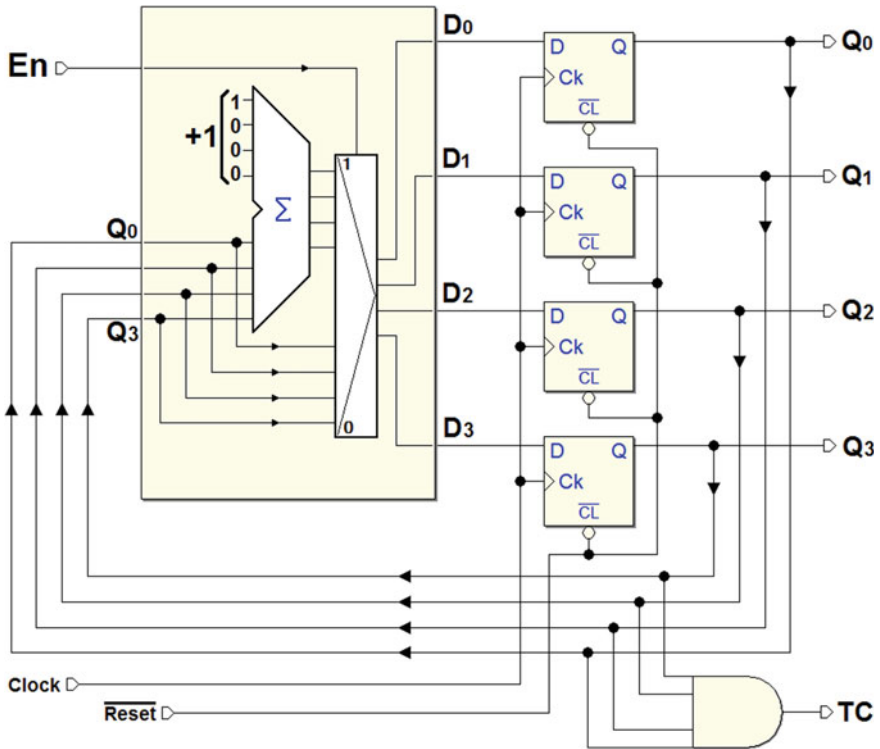 En
+1
1
0
0
0
Σ
1
0
Q0
Q3
D0
D1
D2
D3
D Q
Ck
CL
D Q
Ck
CL
D Q
Ck
CL
D Q
Ck
CL
Q0
Q1
Q2
Q3
Clock
Reset
TC